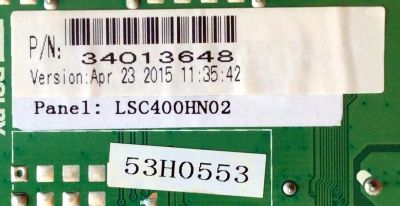 P/N:
34013648
Version:Apr 23 2015 11:35:42
Panel: LSC400HN02
53H0553